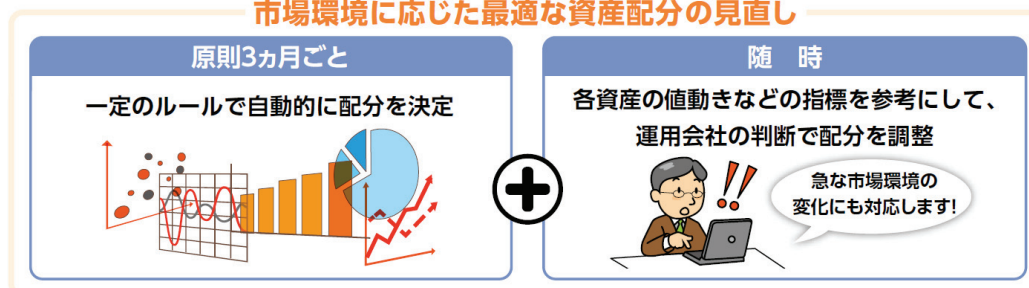 市場環境に応じた最適な資産配分の見直し
原則3ヵ月ごと
一定のルールで自動的に配分を決定
随 時
各資産の値動きなどの指標を参考にして、
運用会社の判断で配分を調整
急な市場環境の
変化にも対応します!